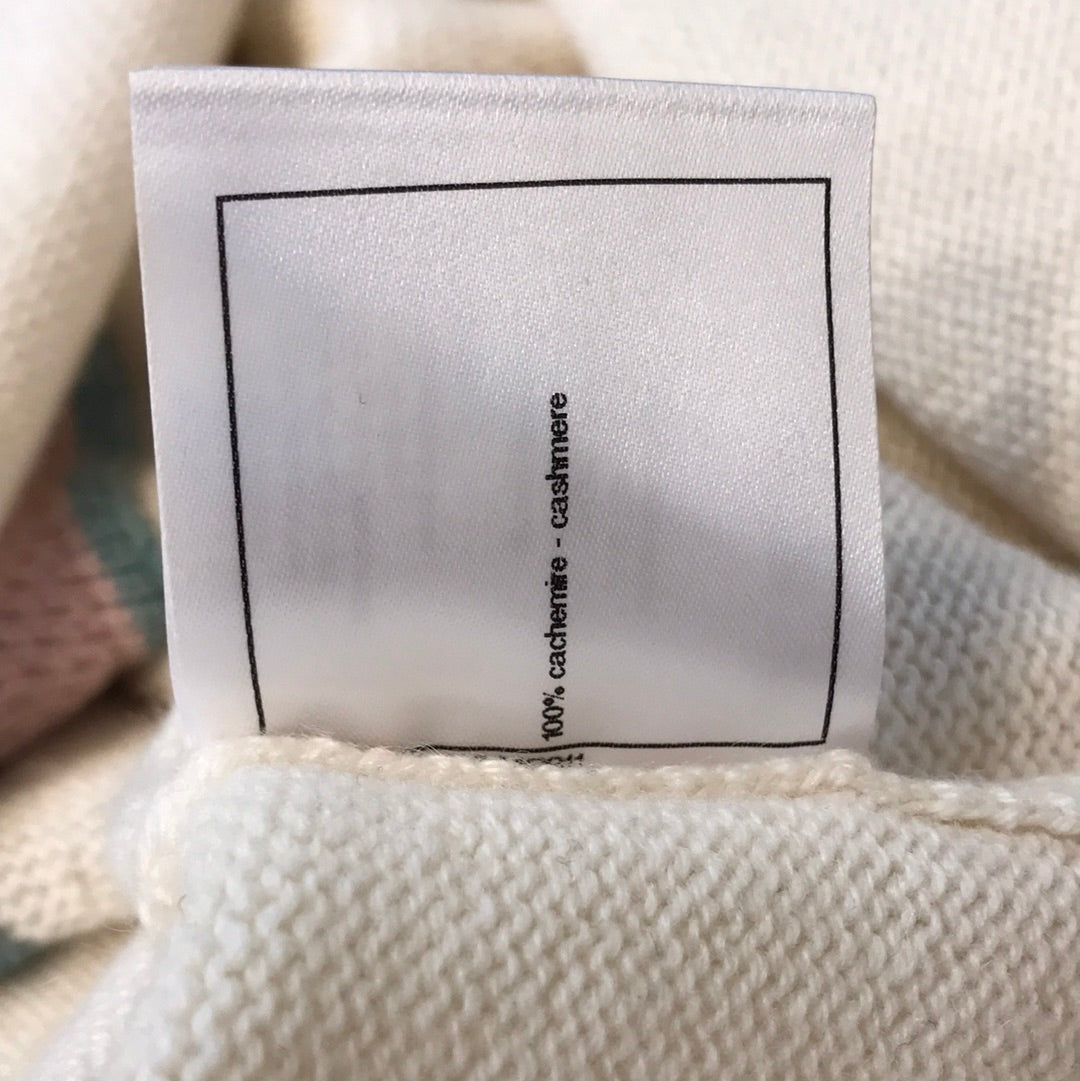 100% cachemire - cashmere